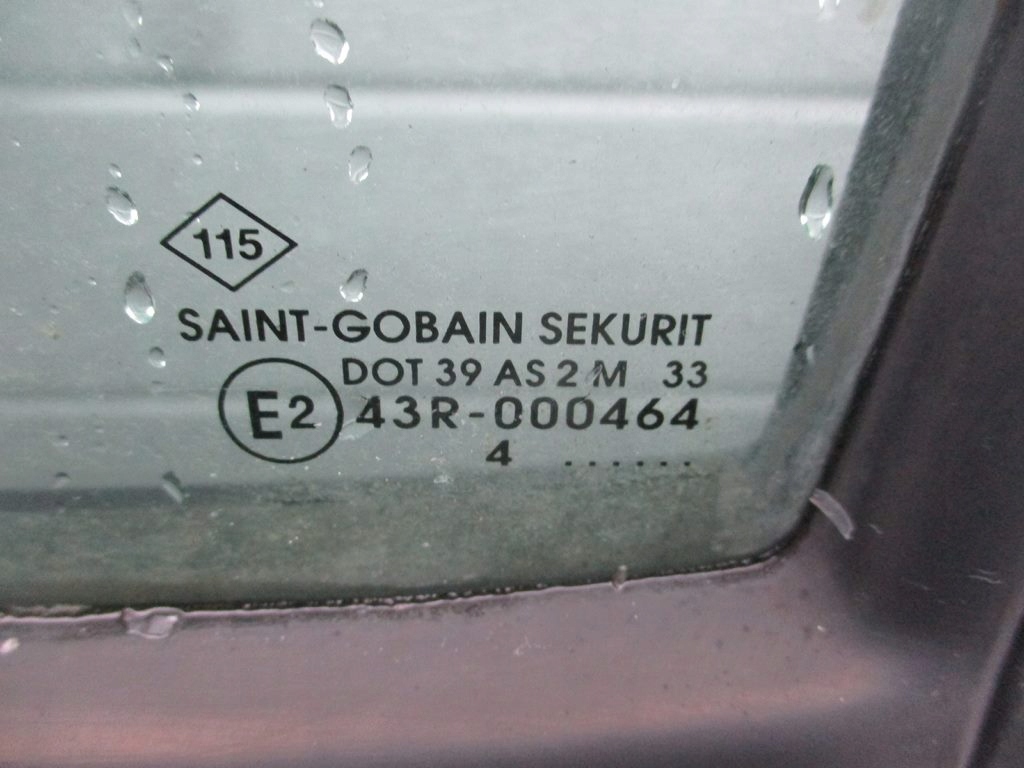 115
SAINT-GOBAIN SEKURIT
DOT 39 AS 2 M 33
E2 43R-000464
4 ......